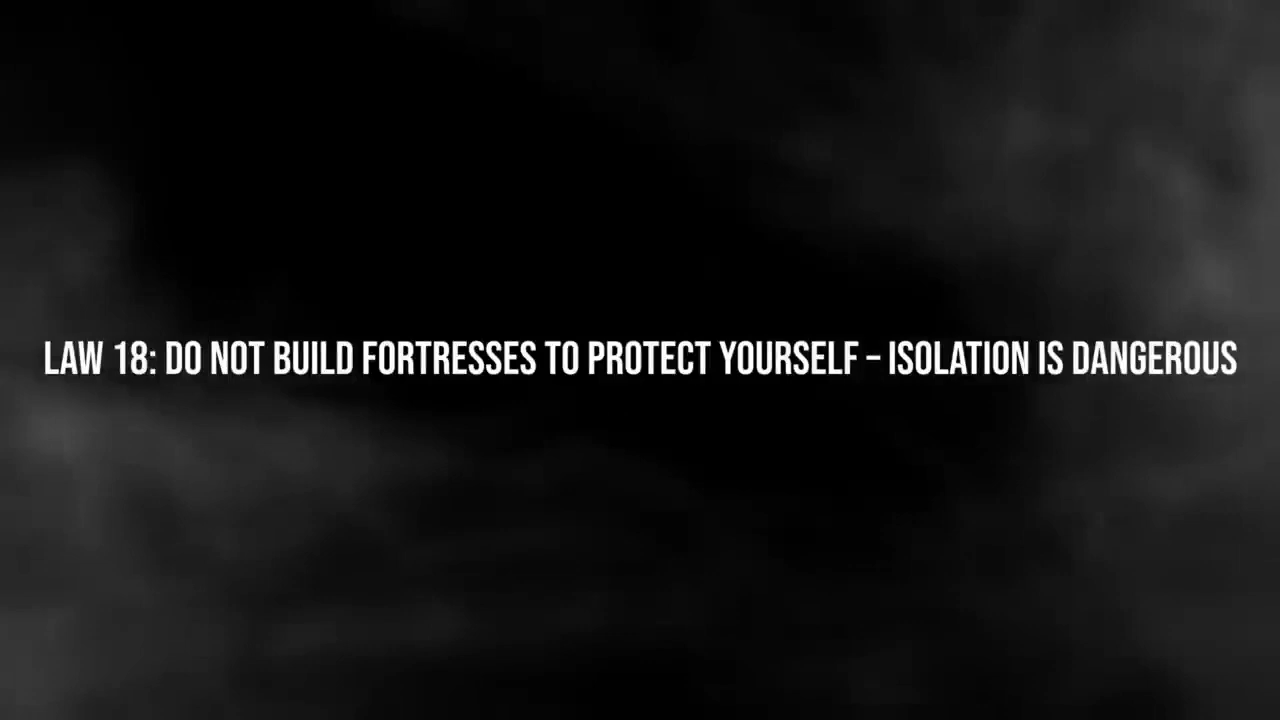 LAW 18: DO NOT BUILD FORTRESSES TO PROTECT YOURSELF – ISOLATION IS DANGEROUS